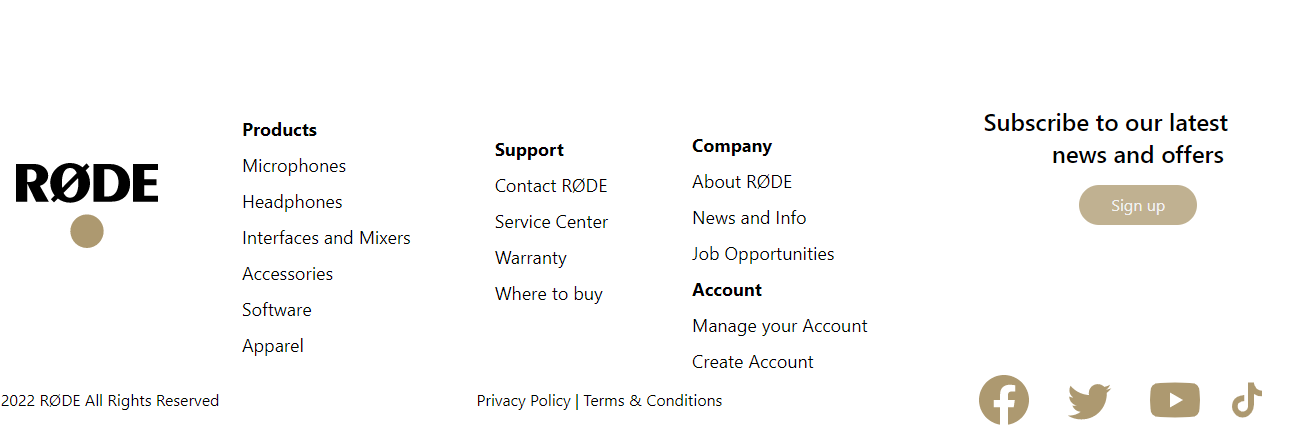 RØDE
Products
Microphones
Headphones
Interfaces and Mixers
Accessories
Software
Apparel
Support
Contact RØDE
Service Center
Warranty
Where to buy
Company
About RØDE
News and Info
Job Opportunities
Account
Manage your Account
Create Account
Subscribe to our latest
news and offers
Sign up
2022 RØDE All Rights Reserved
Privacy Policy | Terms & Conditions